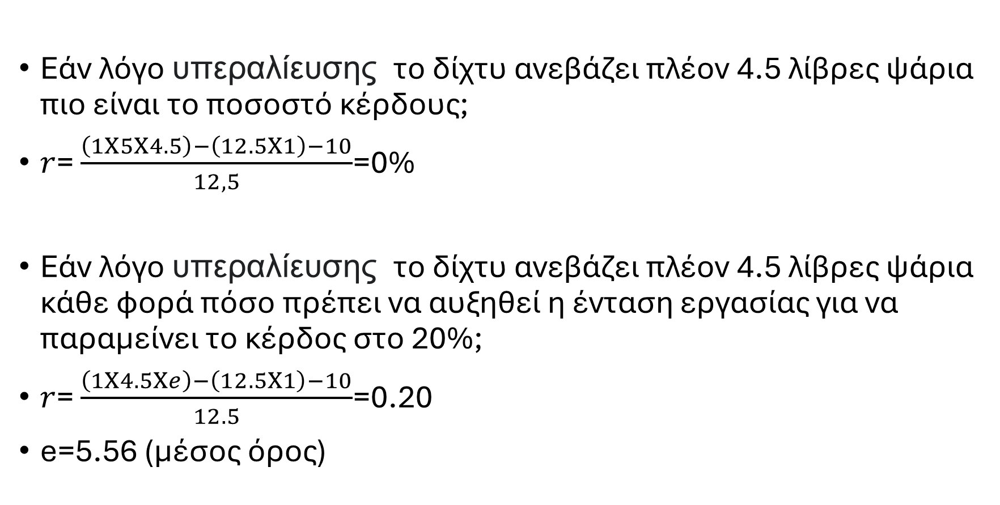 • Εάν λόγο υπεραλίευσης το δίχτυ ανεβάζει πλέον 4.5 λίβρες ψάρια
πιο είναι το ποσοστό κέρδους;
• r= (1X5X4.5)−(12.5X1)−10 / 12,5 =0%
• Εάν λόγο υπεραλίευσης το δίχτυ ανεβάζει πλέον 4.5 λίβρες ψάρια
κάθε φορά πόσο πρέπει να αυξηθεί η ένταση εργασίας για να
παραμείνει το κέρδος στο 20%;
• r= (1X4.5Xe)−(12.5X1)−10 / 12.5 =0.20
• e=5.56 (μέσος όρος)